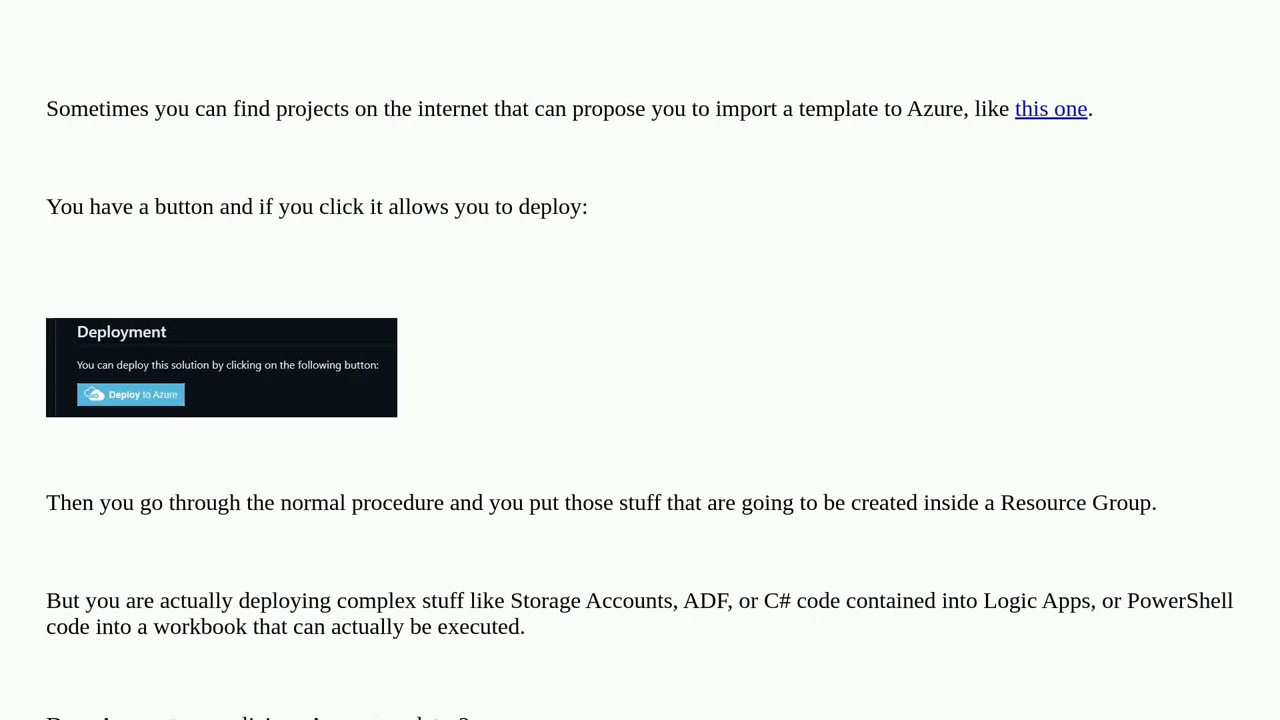 Sometimes you can find projects on the internet that can propose you to import a template to Azure, like this one.
You have a button and if you click it allows you to deploy:
Deployment
You can deploy this solution by clicking on the following button:
Deploy to Azure
Then you go through the normal procedure and you put those stuff that are going to be created inside a Resource Group.
But you are actually deploying complex stuff like Storage Accounts, ADF, or C# code contained into Logic Apps, or PowerShell
code into a workbook that can actually be executed.